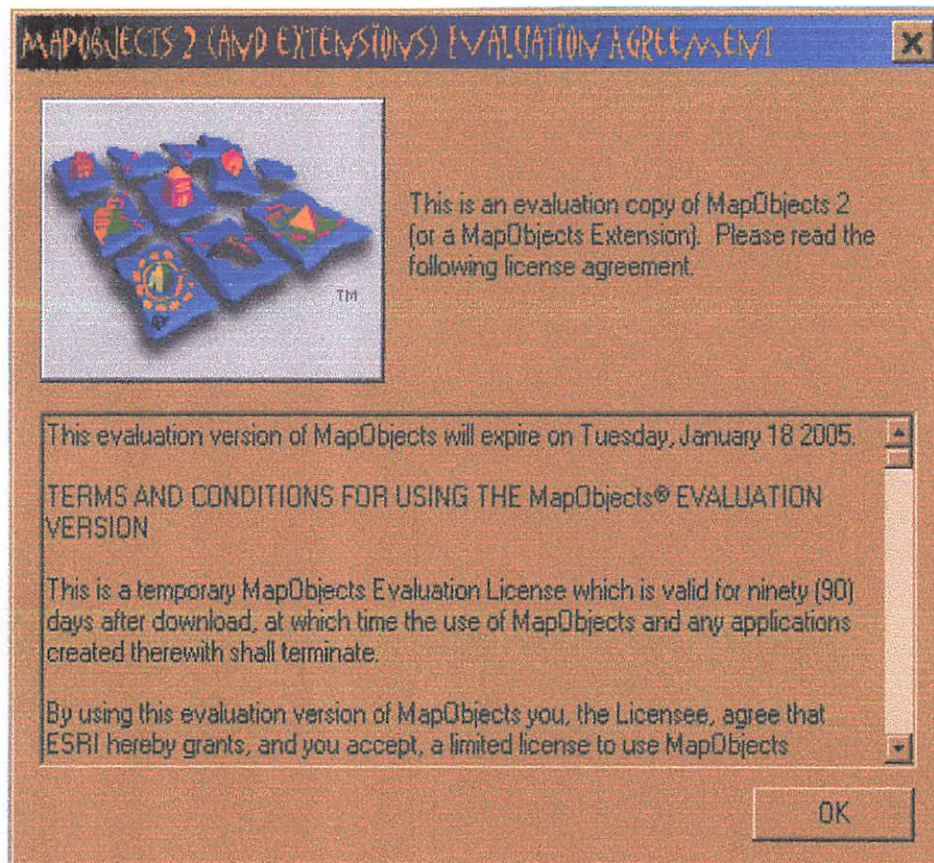 MAPOBJECTS 2 (AND EXTENSIONS) EVALUATION AGREEMENT
This is an evaluation copy of MapObjects 2
(or a MapObjects Extension). Please read the
following license agreement.
TM
This evaluation version of MapObjects will expire on Tuesday, January 18 2005.
TERMS AND CONDITIONS FOR USING THE MapObjects® EVALUATION
VERSION
This is a temporary MapObjects Evaluation License which is valid for ninety (90)
days after download, at which time the use of MapObjects and any applications
created therewith shall terminate.
By using this evaluation version of MapObjects you, the Licensee, agree that
ESRI hereby grants, and you accept, a limited license to use MapObjects
OK